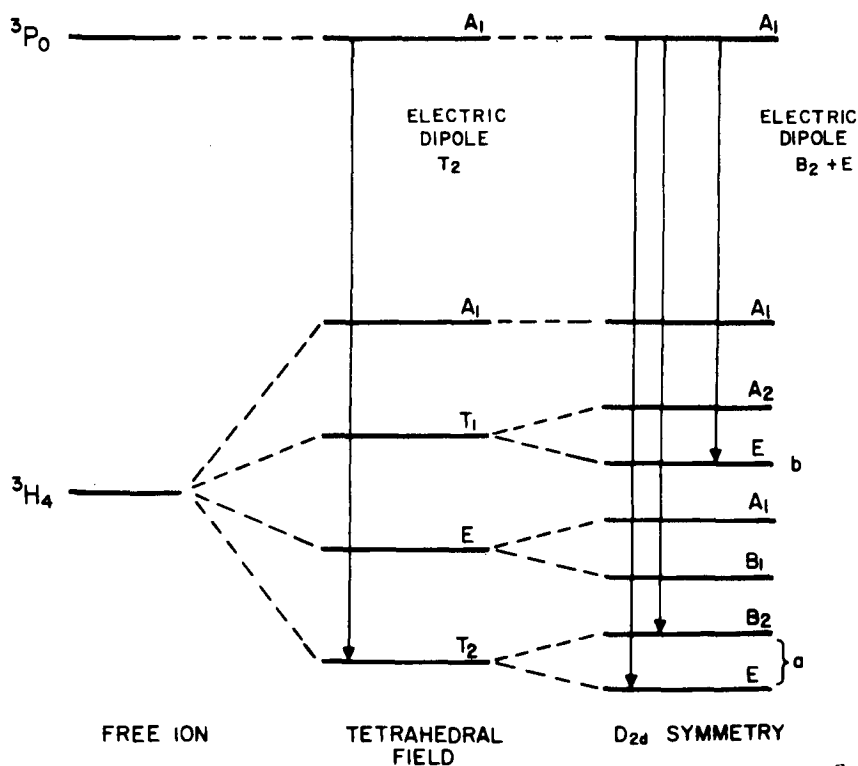 ³P₀
A₁
A₁
ELECTRIC
DIPOLE
T₂
ELECTRIC
DIPOLE
B₂ + E
A₁
A₁
A₂
T₁
E
b
³H₄
A₁
E
B₁
B₂
T₂
a
E
FREE ION
TETRAHEDRAL
FIELD
D₂d SYMMETRY